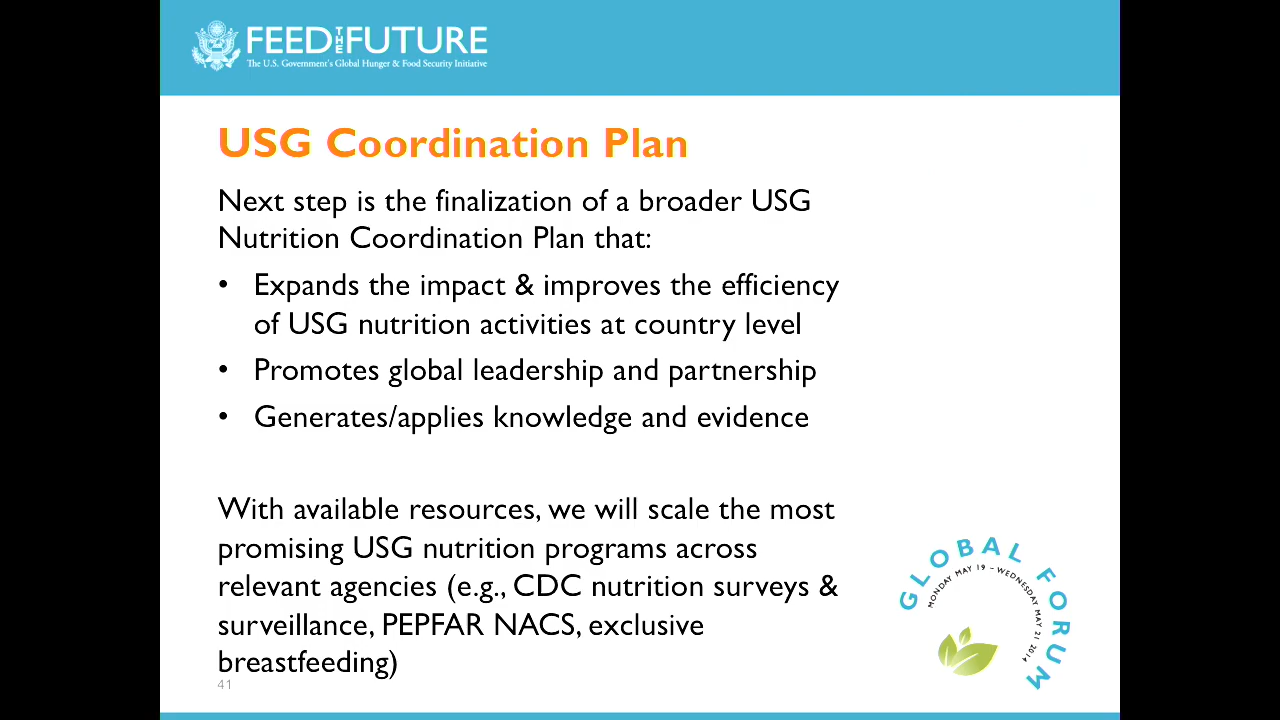 FEED THE FUTURE
The U.S. Government's Global Hunger & Food Security Initiative
USG Coordination Plan
Next step is the finalization of a broader USG
Nutrition Coordination Plan that:
• Expands the impact & improves the efficiency
of USG nutrition activities at country level
• Promotes global leadership and partnership
• Generates/applies knowledge and evidence
With available resources, we will scale the most
promising USG nutrition programs across
relevant agencies (e.g., CDC nutrition surveys &
surveillance, PEPFAR NACS, exclusive
breastfeeding)
41
GLOBAL FORUM
MONDAY MAY 19 – WEDNESDAY MAY 21 2014